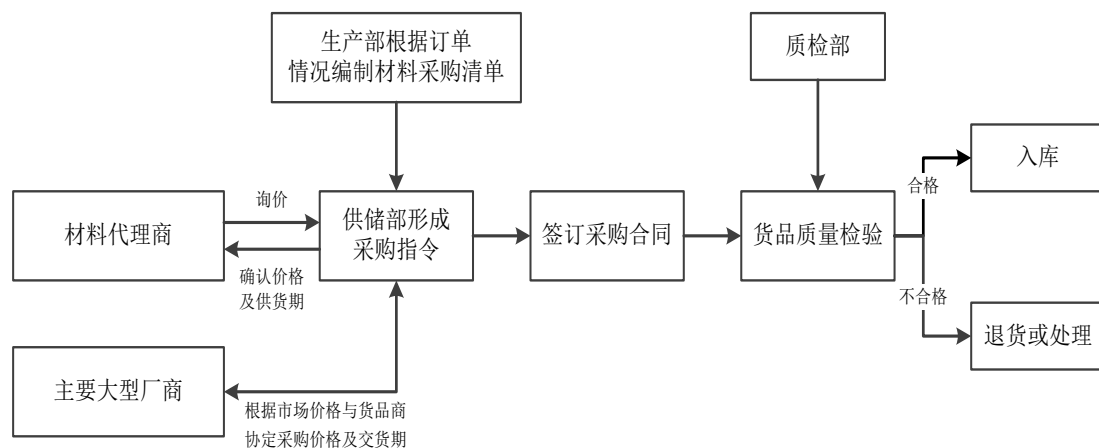 生产部根据订单
情况编制材料采购清单
质检部
入库
合格
询价
材料代理商
供储部形成
采购指令
签订采购合同
货品质量检验
确认价格
及供货期
不合格
退货或处理
主要大型厂商
根据市场价格与货品商
协定采购价格及交货期